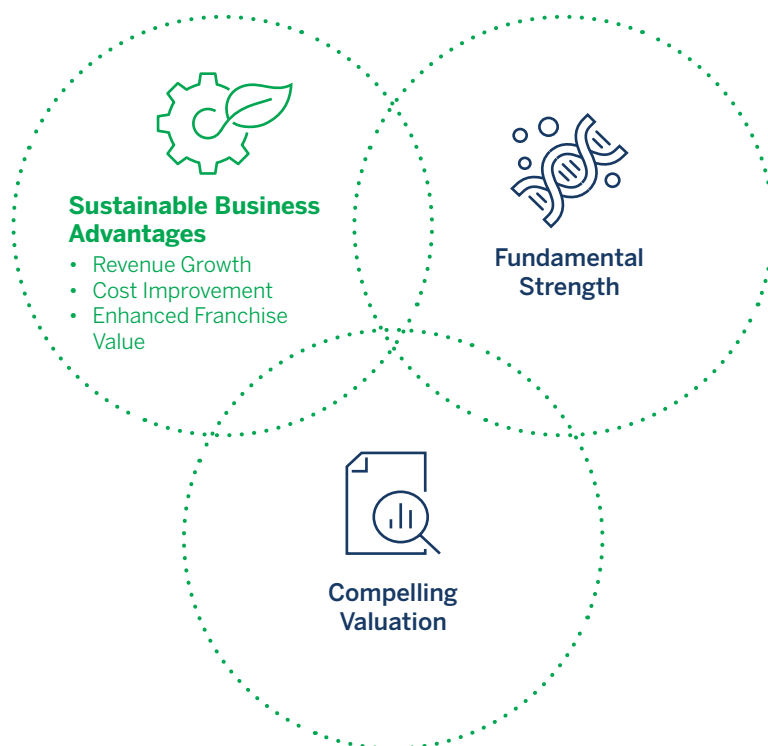 Sustainable Business
Advantages
• Revenue Growth
• Cost Improvement
• Enhanced Franchise
Value
Fundamental
Strength
Compelling
Valuation